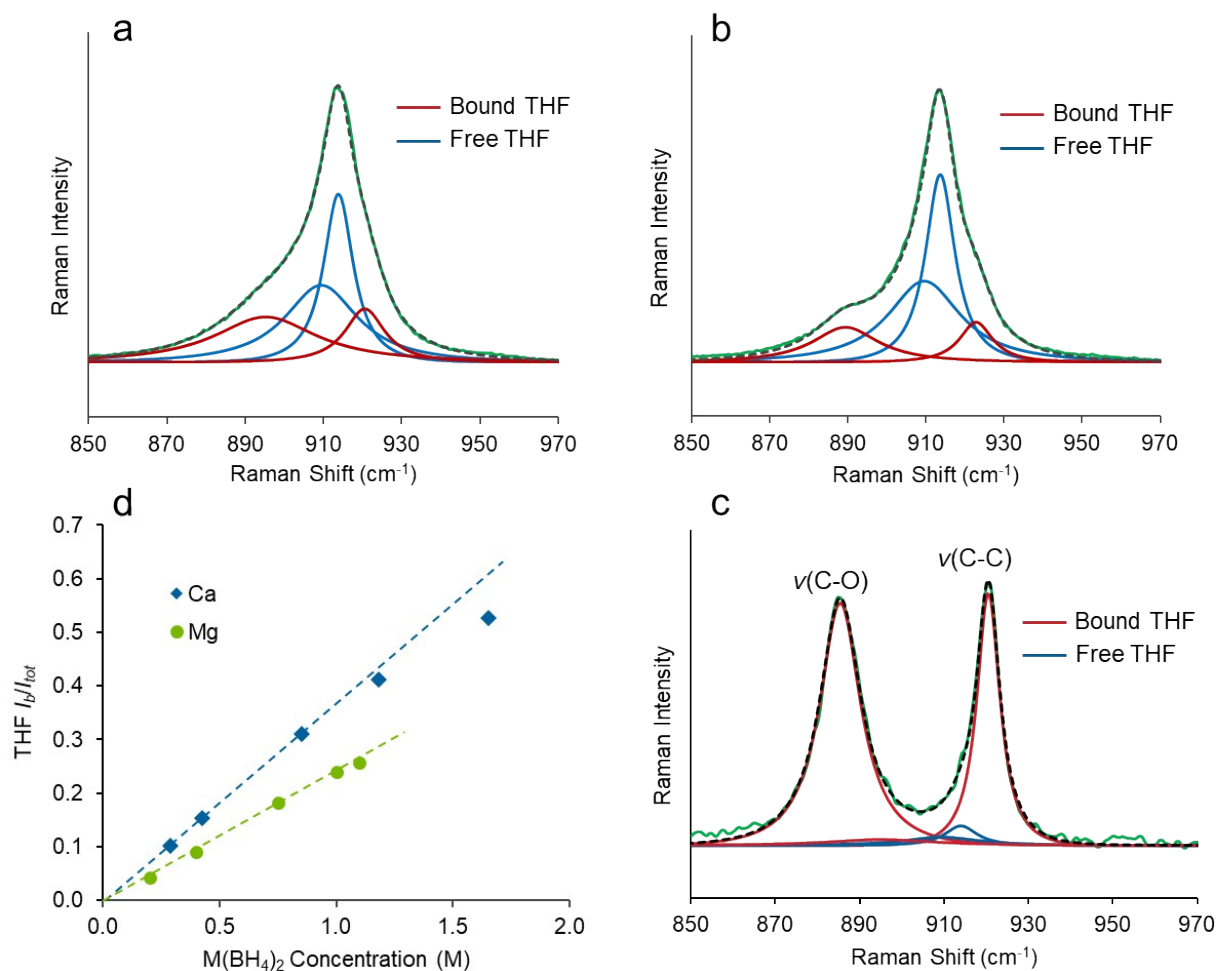 a
Bound THF
Free THF
Raman Intensity
850 870 890 910 930 950 970
Raman Shift (cm-1)
b
Bound THF
Free THF
Raman Intensity
850 870 890 910 930 950 970
Raman Shift (cm-1)
d
0.7
0.6
0.5
0.4
0.3
0.2
0.1
0.0
Ca
Mg
THF Ib/Itot
0.0 0.5 1.0 1.5 2.0
M(BH4)2 Concentration (M)
c
v(C-O)
v(C-C)
Bound THF
Free THF
Raman Intensity
850 870 890 910 930 950 970
Raman Shift (cm-1)